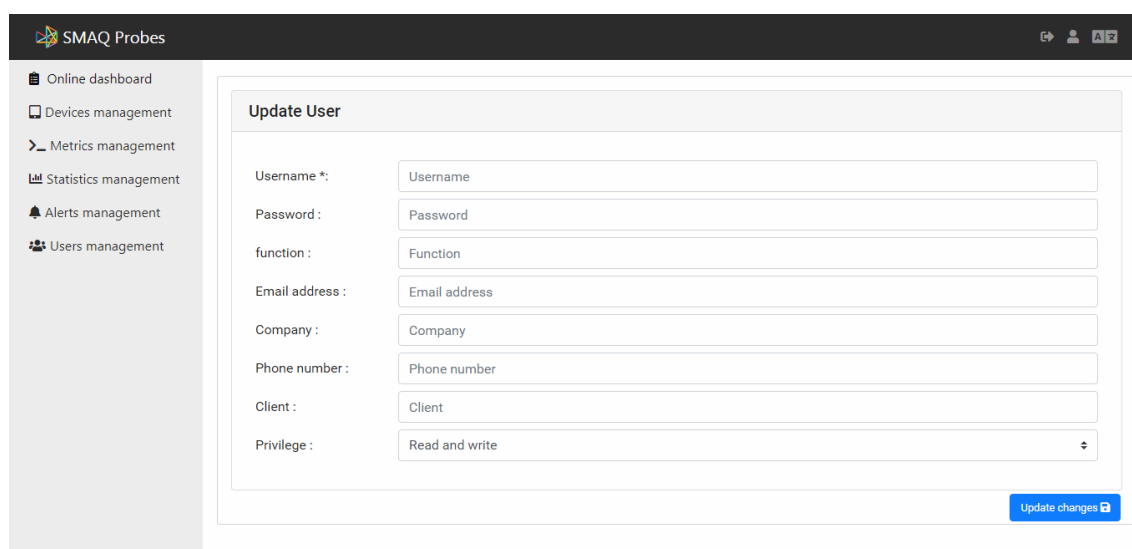 SMAQ Probes
A
Online dashboard
Devices management
Metrics management
Statistics management
Alerts management
Users management
Update User
Username *:
Username
Password :
Password
function :
Function
Email address :
Email address
Company :
Company
Phone number :
Phone number
Client :
Client
Privilege :
Read and write
Update changes